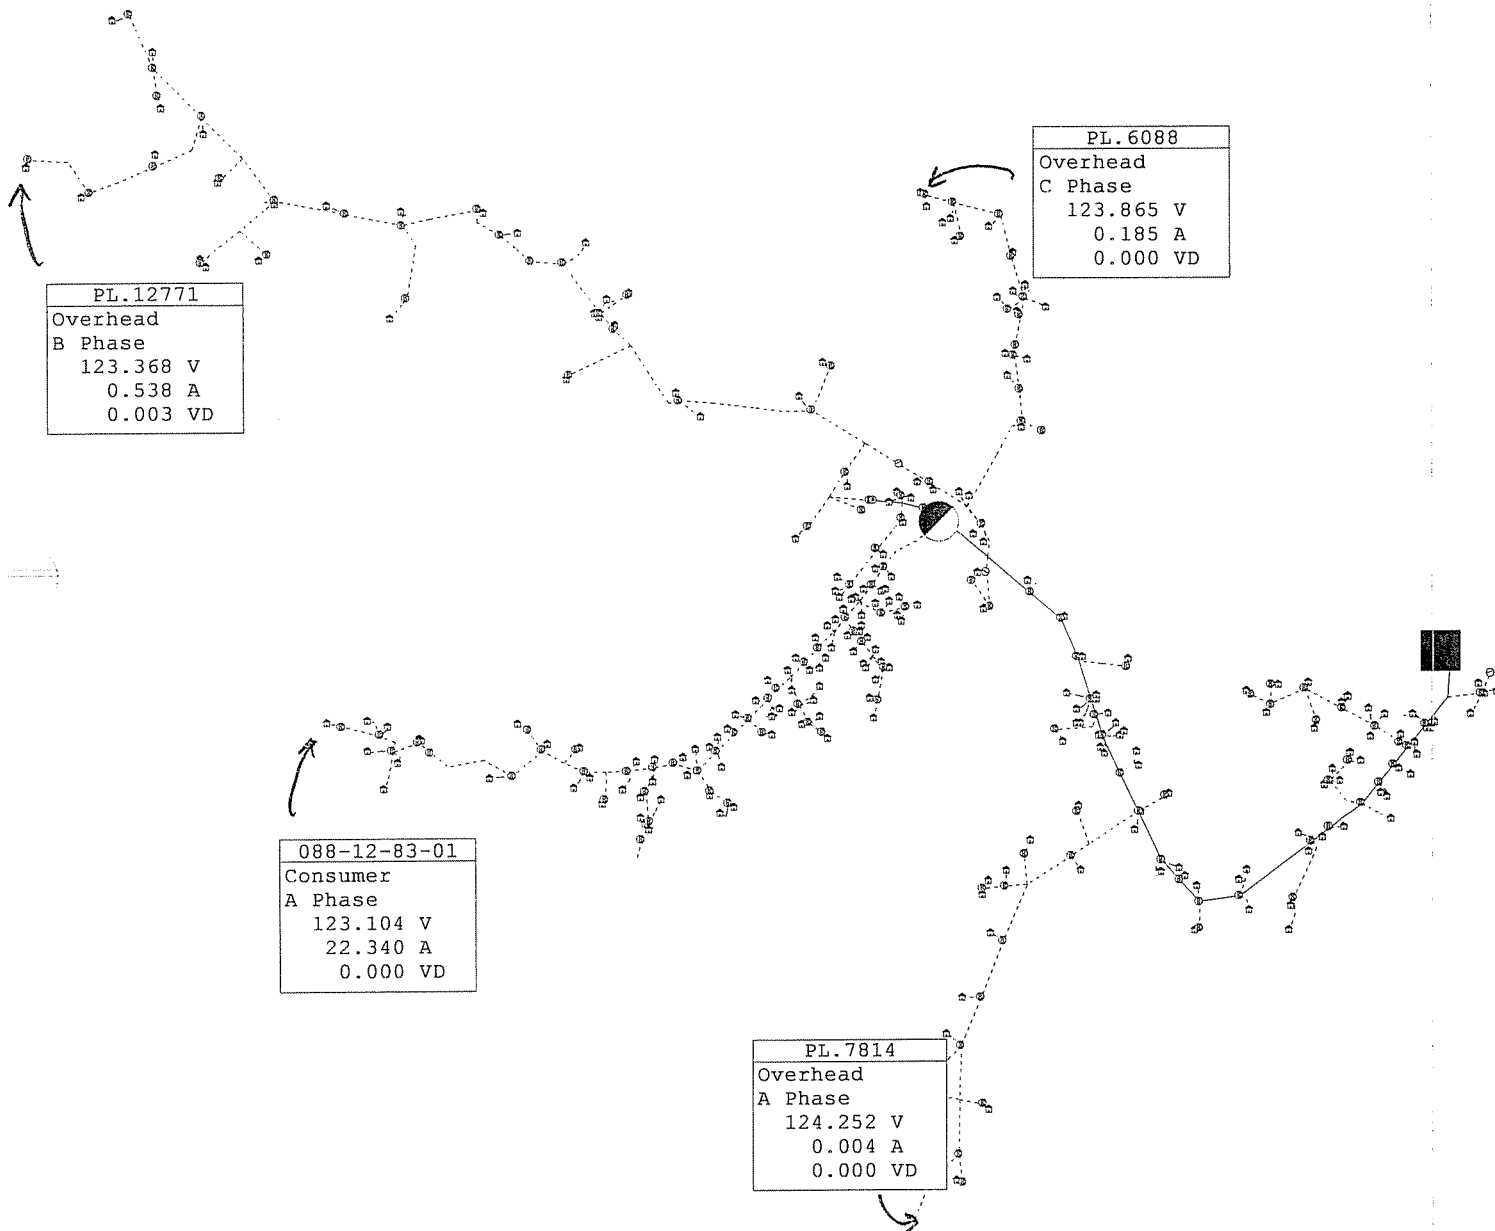 PL.6088
Overhead
C Phase
123.865 V
0.185 A
0.000 VD
PL.12771
Overhead
B Phase
123.368 V
0.538 A
0.003 VD
088-12-83-01
Consumer
A Phase
123.104 V
22.340 A
0.000 VD
PL.7814
Overhead
A Phase
124.252 V
0.004 A
0.000 VD